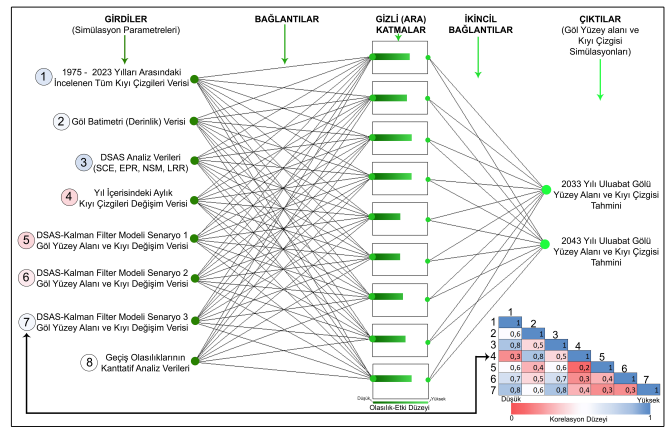 GİRDİLER
(Simülasyon Parametreleri)
BAĞLANTILAR
GİZLİ (ARA)
KATMALAR
İKİNCİL
BAĞLANTILAR
ÇIKTILAR
(Göl Yüzey alanı ve
Kıyı Çizgisi
Simülasyonları)
1
1975 - 2023 Yılları Arasındaki
İncelenen Tüm Kıyı Çizgileri Verisi
2
Göl Batimetri (Derinlik) Verisi
3
DSAS Analiz Verileri
(SCE, EPR, NSM, LRR)
4
Yıl İçerisindeki Aylık
Kıyı Çizgileri Değişim Verisi
5
DSAS-Kalman Filter Modeli Senaryo 1
Göl Yüzey Alanı ve Kıyı Değişim Verisi
6
DSAS-Kalman Filter Modeli Senaryo 2
Göl Yüzey Alanı ve Kıyı Değişim Verisi
7
DSAS-Kalman Filter Modeli Senaryo 3
Göl Yüzey Alanı ve Kıyı Değişim Verisi
8
Geçiş Olasılıklarının
Kantitatif Analiz Verileri
2033 Yılı Uluabat Gölü
Yüzey Alanı ve Kıyı Çizgisi
Tahmini
2043 Yılı Uluabat Gölü
Yüzey Alanı ve Kıyı Çizgisi
Tahmini
Düşük Yüksek
Olasılık-Etki Düzeyi
1
1 1 2
2 0,6 1 3
3 0,8 0,5 1 4
4 0,3 0,8 0,5 1 5
5 0,6 0,4 0,6 0,2 1 6
6 0,7 0,5 0,7 0,3 0,4 1 7
7 0,8 0,6 0,8 0,4 0,3 0,3 1
Düşük Yüksek
0 1
Korelasyon Düzeyi